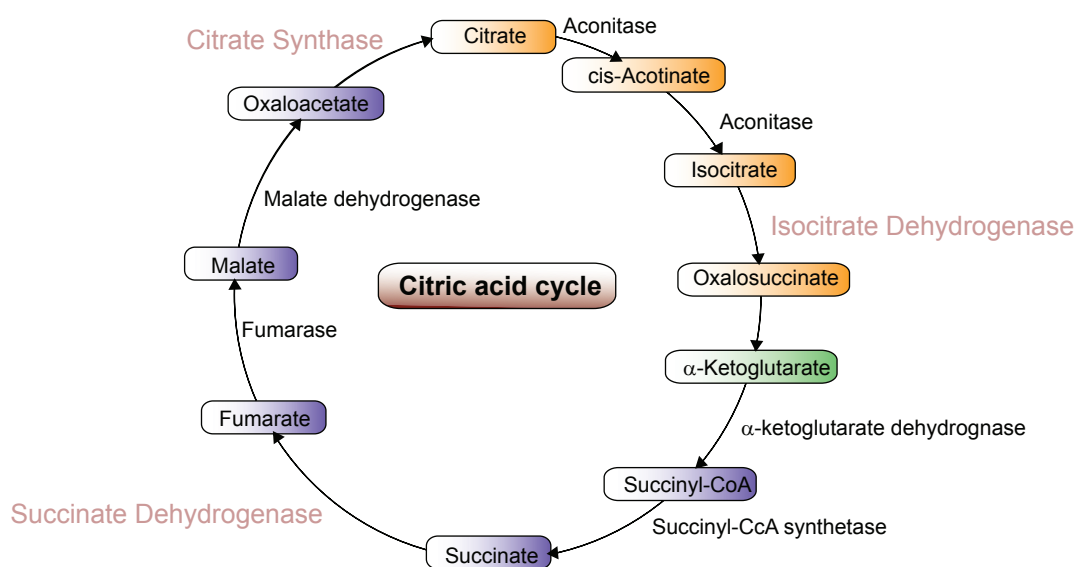 Citrate Synthase
Citrate
Aconitase
cis-Acotinate
Oxaloacetate
Aconitase
Isocitrate
Malate dehydrogenase
Isocitrate Dehydrogenase
Malate
Citric acid cycle
Oxalosuccinate
Fumarase
α-Ketoglutarate
Fumarate
α-ketoglutarate dehydrognase
Succinyl-CoA
Succinate Dehydrogenase
Succinyl-CcA synthetase
Succinate